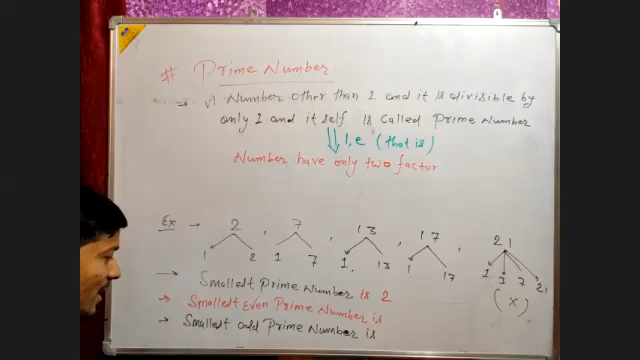 # Prime Number
→ Number Other than 1 and it is divisible by
only 1 and it self is called Prime Number
⇓ I,e (that is)
Number have only two factor
Ex → 2 , 7 , 13 , 17 , 21
1 2 1 7 1, 13 1 17 1 3 7 21
(×)
→ Smallest Prime Number is 2
→ Smallest Even Prime Number is
→ Smallest odd Prime Number is